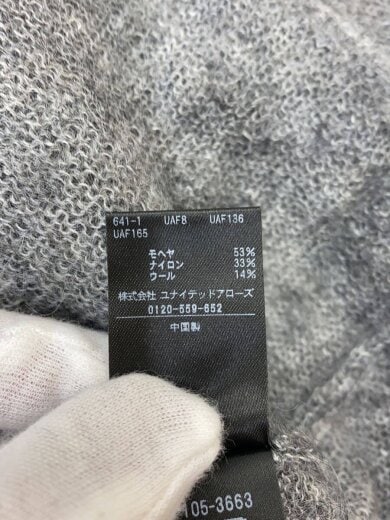 641-1 UAF8 UAF136
UAF165
モヘヤ 53%
ナイロン 33%
ウール 14%
株式会社 ユナイテッドアローズ
0120-559-652
中国製
105-3663